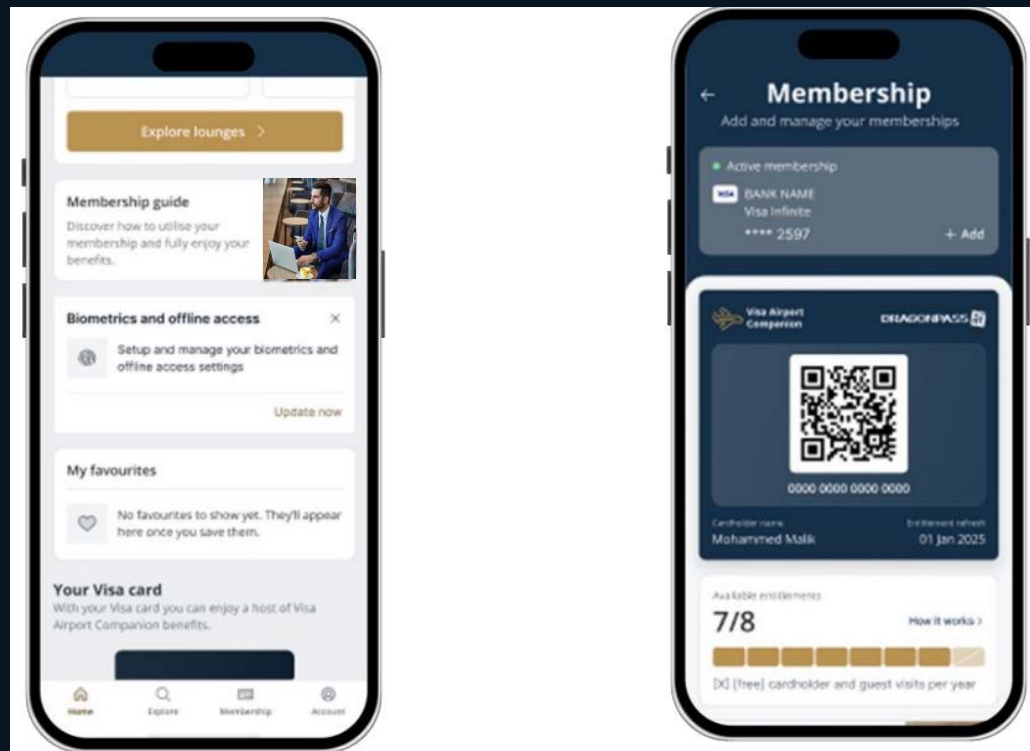 Explore lounges >
Membership guide
Discover how to utilise your
membership and fully enjoy your
benefits.
Biometrics and offline access ×
Setup and manage your biometrics and
offline access settings
Update now
My favourites
No favourites to show yet. They'll appear
here once you save them.
Your Visa card
With your Visa card you can enjoy a host of Visa
Airport Companion benefits.
Home Explore Membership Account
Membership
Add and manage your memberships
Active membership
VISA BANK NAME
Visa Infinite
**** 2597 + Add
Visa Airport
Companion
DRAGONPASS
0000 0000 0000 0000
Cardholder name Entitlement refresh
Mohammed Malik 01 Jan 2025
Available entitlements
7/8 How it works >
[X] [free] cardholder and guest visits per year